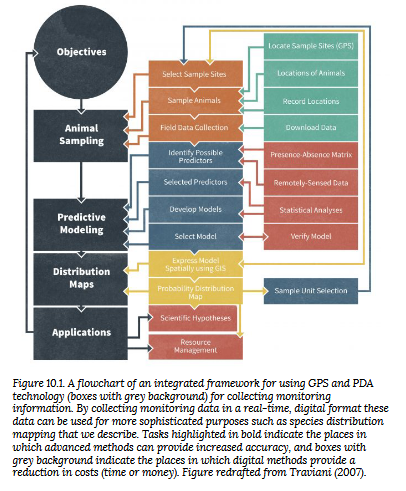 Objectives
Locate Sample Sites (GPS)
Select Sample Sites
Locations of Animals
Sample Animals
Record Locations
Animal
Sampling
Field Data Collection
Download Data
Identify Possible
Predictors
Presence-Absence Matrix
Selected Predictors
Remotely-Sensed Data
Predictive
Modeling
Develop Models
Statistical Analyses
Select Model
Verify Model
Distribution
Maps
Express Model
Spatially using GIS
Probability Distribution
Map
Sample Unit Selection
Applications
Scientific Hypotheses
Resource
Management
Figure 10.1. A flowchart of an integrated framework for using GPS and PDA
technology (boxes with grey background) for collecting monitoring
information. By collecting monitoring data in a real-time, digital format these
data can be used for more sophisticated purposes such as species distribution
mapping that we describe. Tasks highlighted in bold indicate the places in
which advanced methods can provide increased accuracy, and boxes with
grey background indicate the places in which digital methods provide a
reduction in costs (time or money). Figure redrafted from Traviani (2007).